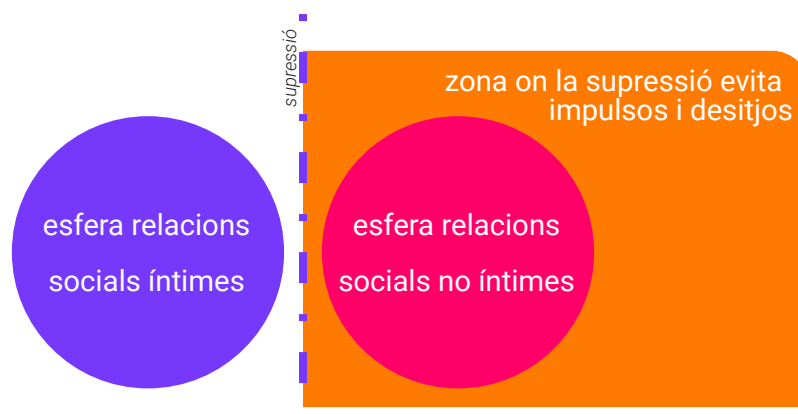 supressió
zona on la supressió evita
impulsos i desitjos
esfera relacions
socials íntimes
esfera relacions
socials no íntimes